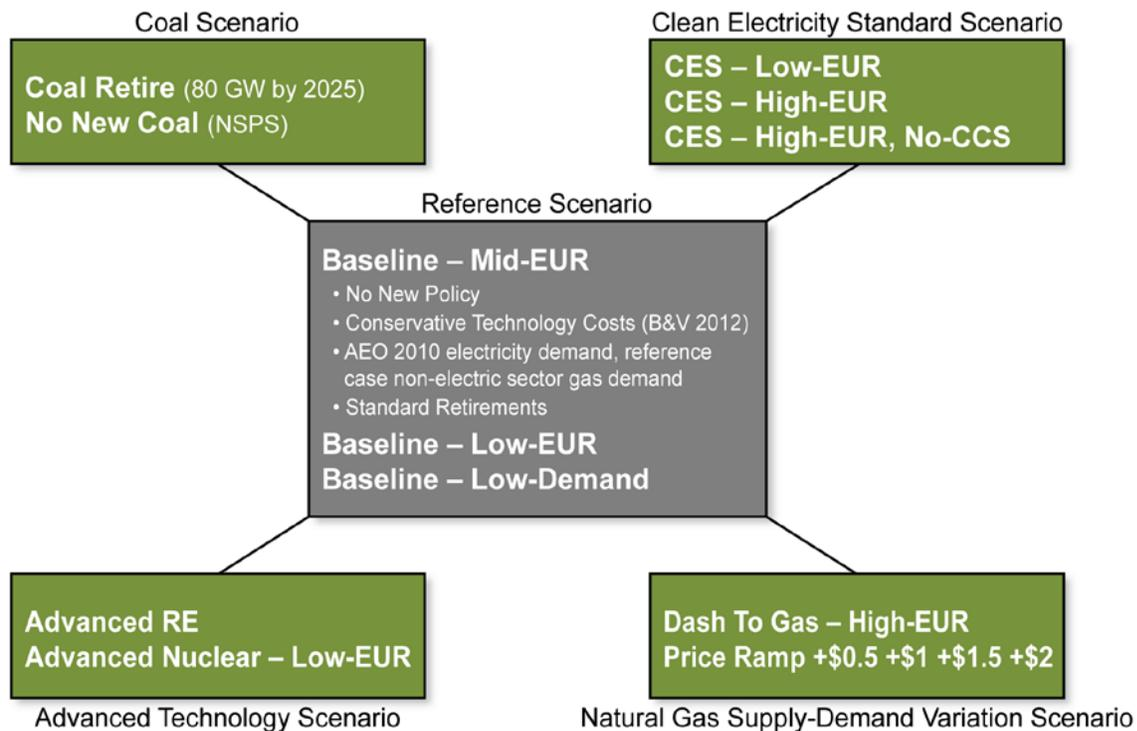 Coal Scenario
Coal Retire (80 GW by 2025)
No New Coal (NSPS)
Clean Electricity Standard Scenario
CES – Low-EUR
CES – High-EUR
CES – High-EUR, No-CCS
Reference Scenario
Baseline – Mid-EUR
• No New Policy
• Conservative Technology Costs (B&V 2012)
• AEO 2010 electricity demand, reference
case non-electric sector gas demand
• Standard Retirements
Baseline – Low-EUR
Baseline – Low-Demand
Advanced RE
Advanced Nuclear – Low-EUR
Advanced Technology Scenario
Dash To Gas – High-EUR
Price Ramp +$0.5 +$1 +$1.5 +$2
Natural Gas Supply-Demand Variation Scenario